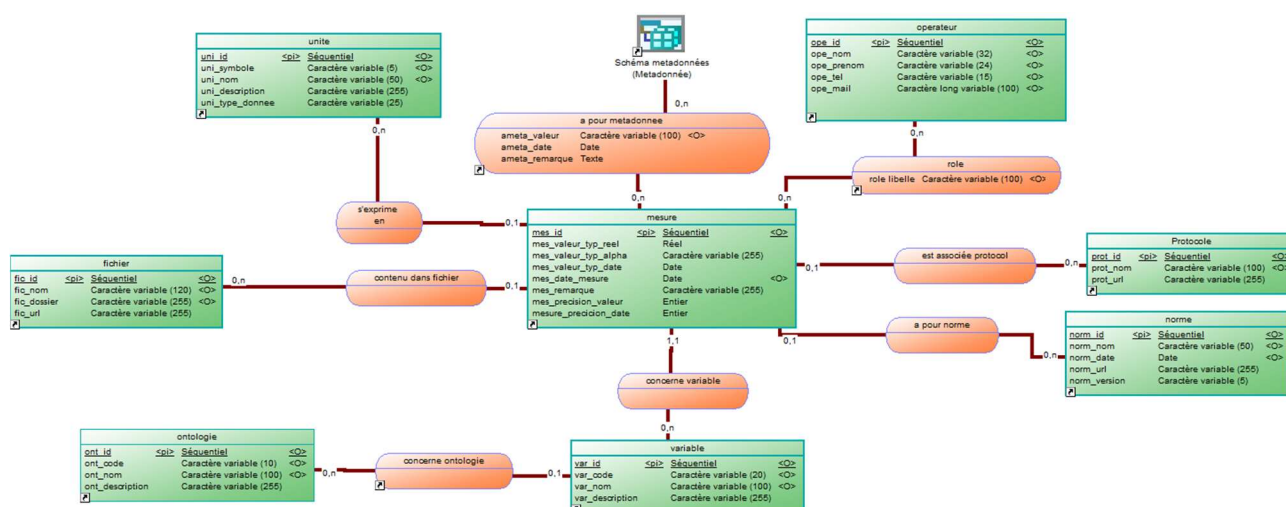 unite
uni_id <pi> Séquentiel <O>
uni_symbole Caractère variable (5) <O>
uni_nom Caractère variable (50) <O>
uni_description Caractère variable (255)
uni_type_donnee Caractère variable (25)
0,n
Schéma metadonnées
(Metadonnée)
0,n
operateur
ope_id <pi> Séquentiel <O>
ope_nom Caractère variable (32) <O>
ope_prenom Caractère variable (24) <O>
ope_tel Caractère variable (15) <O>
ope_mail Caractère long variable (100) <O>
0,n
a pour metadonnee
ameta_valeur Caractère variable (100) <O>
ameta_date Date
ameta_remarque Texte
0,n
role
role libelle Caractère variable (100) <O>
0,n
s'exprime
en
0,1
mesure
mes_id <pi> Séquentiel <O>
mes_valeur_typ_reel Réel
mes_valeur_typ_alpha Caractère variable (255)
mes_valeur_typ_date Date
mes_date_mesure Date <O>
mes_remarque Caractère variable (255)
mes_precision_valeur Entier
mesure_precision_date Entier
fichier
fic_id <pi> Séquentiel <O>
fic_nom Caractère variable (120) <O>
fic_dossier Caractère variable (255) <O>
fic_url Caractère variable (255)
0,n
contenu dans fichier
0,1
0,1
est associée protocol
0,n
Protocole
prot_id <pi> Séquentiel <O>
prot_nom Caractère variable (100) <O>
prot_url Caractère variable (255)
0,1
a pour norme
0,n
norme
norm_id <pi> Séquentiel <O>
norm_nom Caractère variable (50) <O>
norm_date Date <O>
norm_url Caractère variable (255)
norm_version Caractère variable (5)
1,1
concerne variable
0,n
ontologie
ont_id <pi> Séquentiel <O>
ont_code Caractère variable (10) <O>
ont_nom Caractère variable (100) <O>
ont_description Caractère variable (255)
0,n
concerne ontologie
0,1
variable
var_id <pi> Séquentiel <O>
var_code Caractère variable (20) <O>
var_nom Caractère variable (100) <O>
var_description Caractère variable (255)